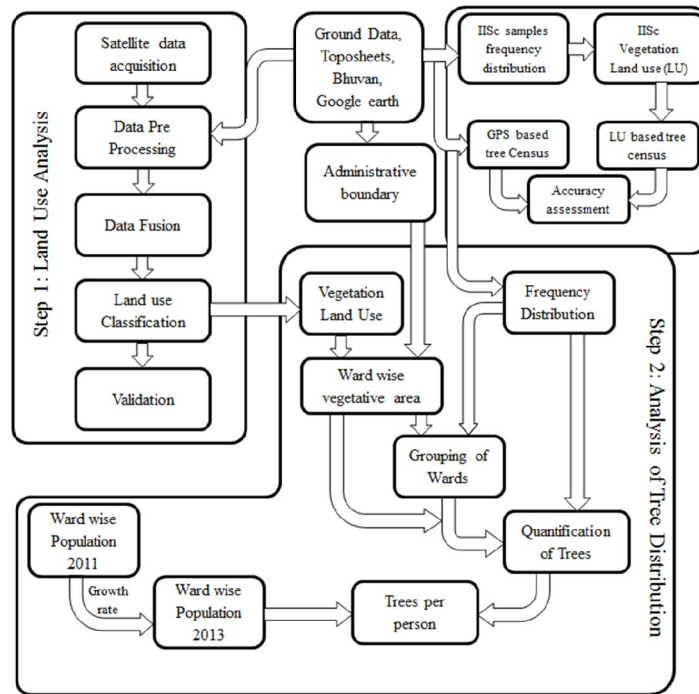 Step 1: Land Use Analysis
Satellite data
acquisition
Data Pre
Processing
Data Fusion
Land use
Classification
Validation
Ground Data,
Toposheets,
Bhuvan,
Google earth
Administrative
boundary
IISc samples
frequency
distribution
IISc
Vegetation
Land use (LU)
GPS based
tree Census
LU based tree
census
Accuracy
assessment
Step 2: Analysis of Tree Distribution
Vegetation
Land Use
Frequency
Distribution
Ward wise
vegetative area
Grouping of
Wards
Quantification
of Trees
Ward wise
Population
2011
Growth
rate
Ward wise
Population
2013
Trees per
person